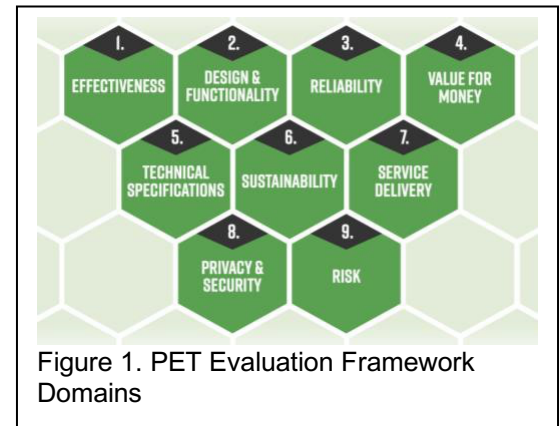 1.
EFFECTIVENESS
2.
DESIGN &
FUNCTIONALITY
3.
RELIABILITY
4.
VALUE FOR
MONEY
5.
TECHNICAL
SPECIFICATIONS
6.
SUSTAINABILITY
7.
SERVICE
DELIVERY
8.
PRIVACY &
SECURITY
9.
RISK
Figure 1. PET Evaluation Framework
Domains